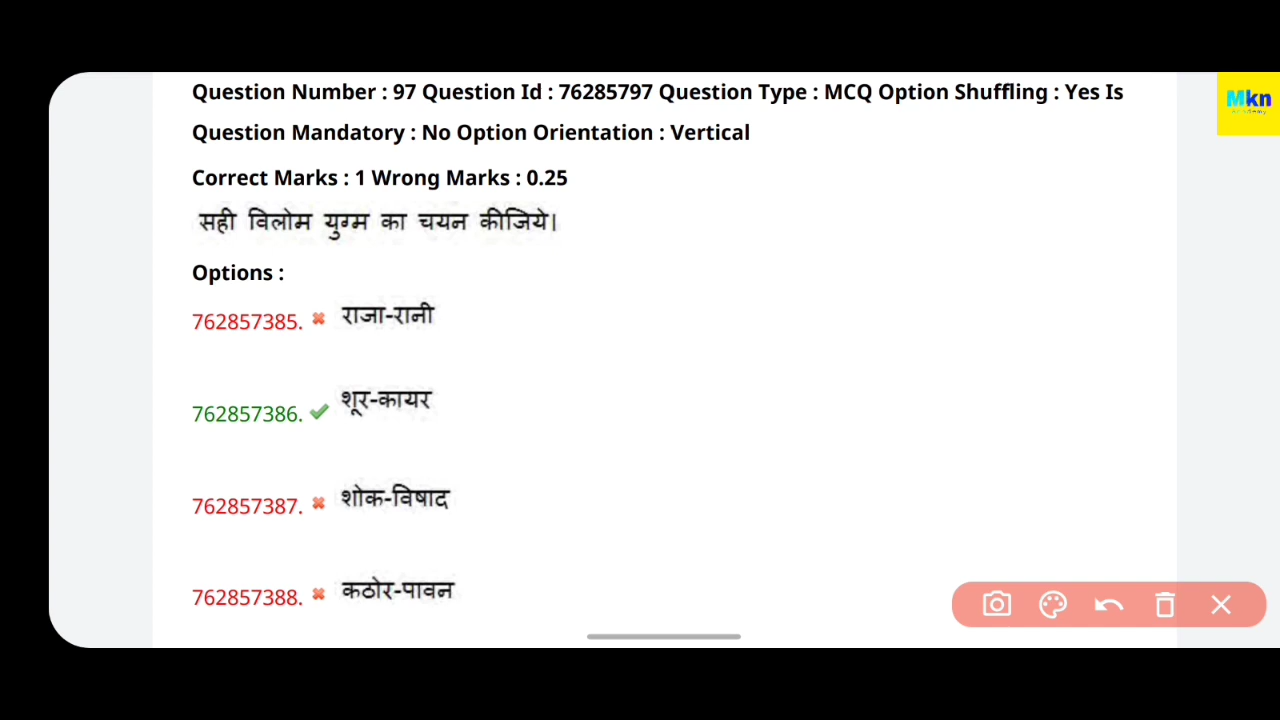 Question Number : 97 Question Id : 76285797 Question Type : MCQ Option Shuffling : Yes Is
Question Mandatory : No Option Orientation : Vertical
Correct Marks : 1 Wrong Marks : 0.25
सही विलोम युग्म का चयन कीजिये।
Options :
762857385. राजा-रानी
762857386. शूर-कायर
762857387. शोक-विषाद
762857388. कठोर-पावन
Mkn
Academy